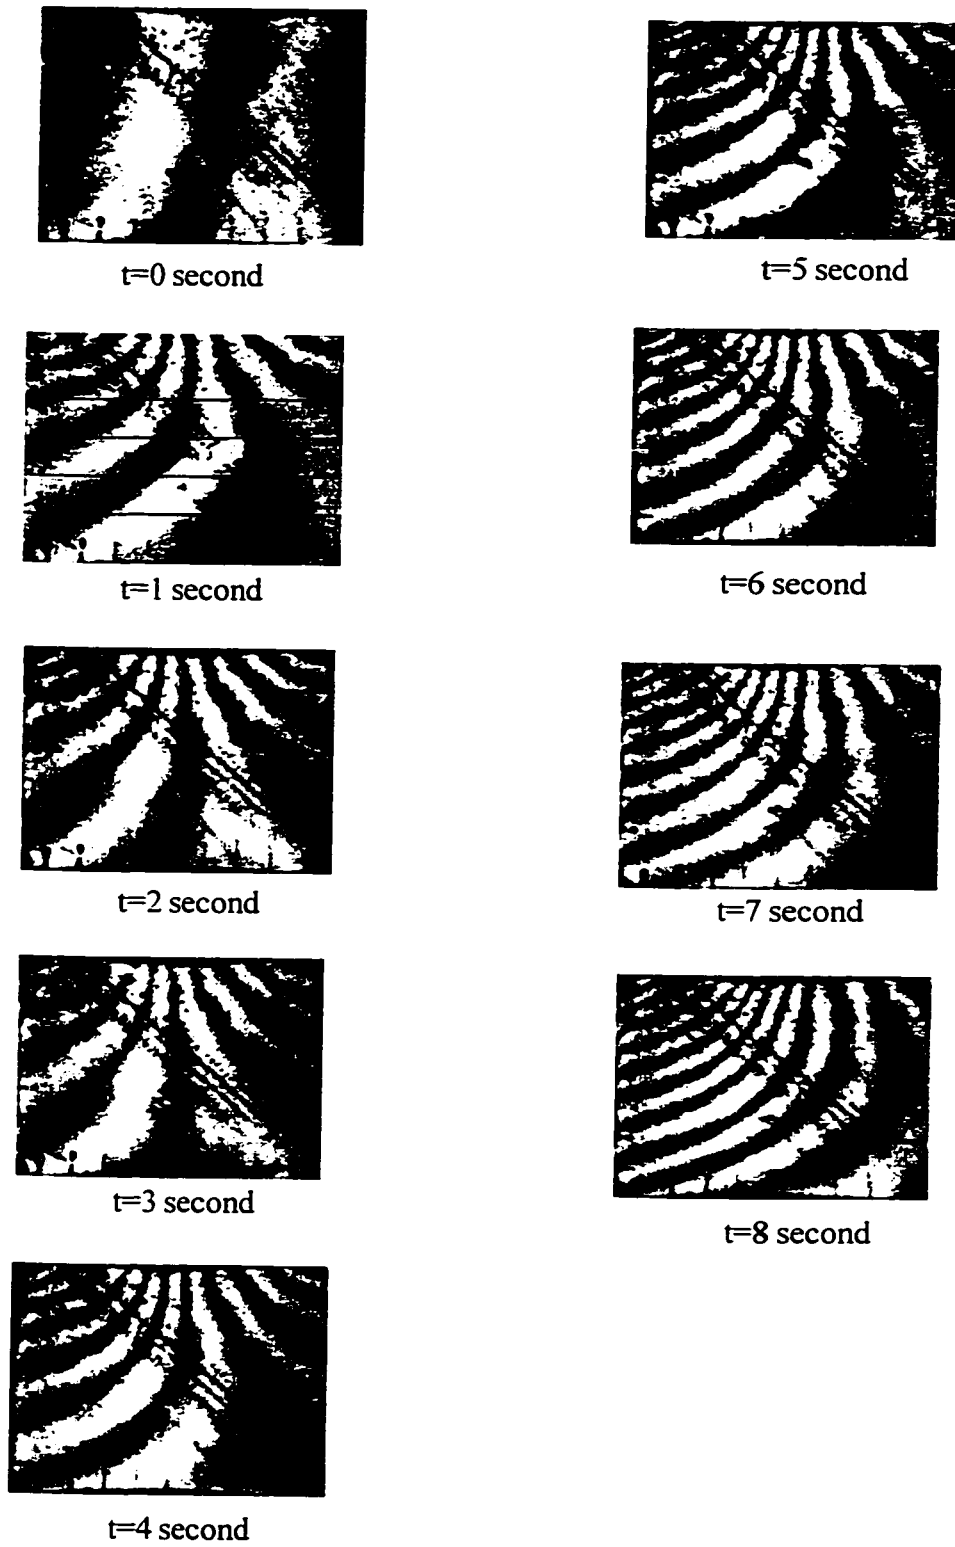 t=0 second
t=1 second
t=2 second
t=3 second
t=4 second
t=5 second
t=6 second
t=7 second
t=8 second